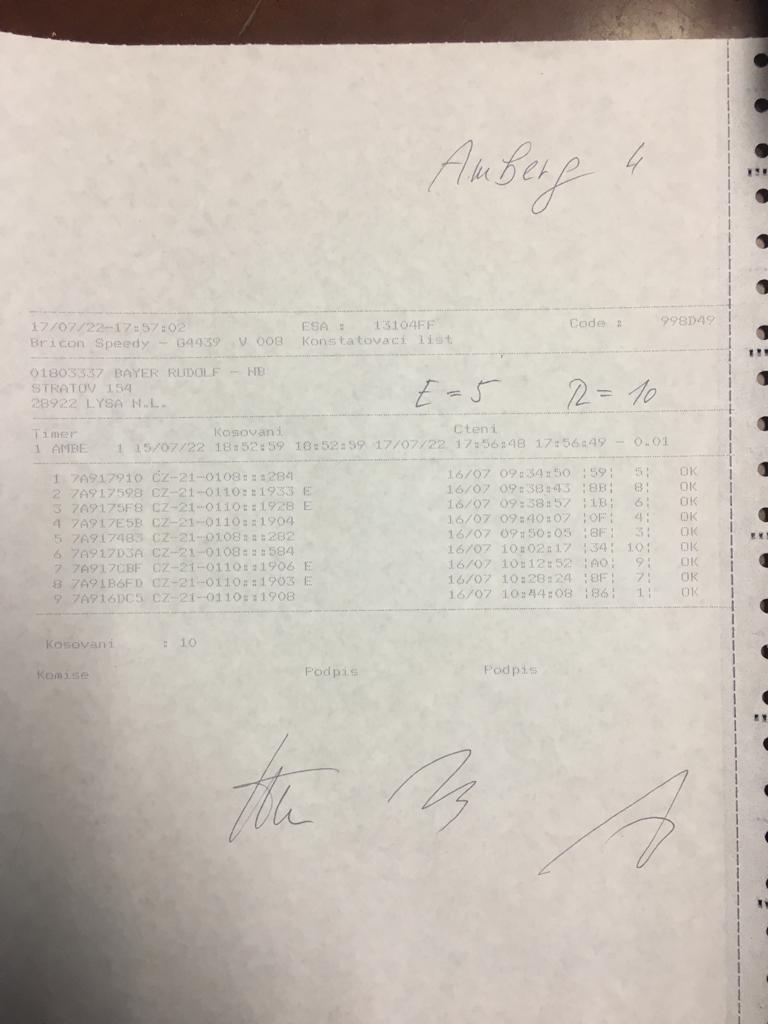 Amberg 4
17/07/22-17:57:02 ESA : 13104FF Code : 998D49
Bricon Speedy - G4439 V 008 Konstatovaci list
01803337 BAYER RUDOLF - HB
STRATOV 154
28922 LYSA N.L.
E = 5 R = 10
Timer Kosovani Cteni
1 AMBE 1 15/07/22 18:52:59 18:52:59 17/07/22 17:56:48 17:56:49 - 0.01
1 7A917910 CZ-21-0108:::284 16/07 09:34:50 ¦59¦ 5¦ OK
2 7A917598 CZ-21-0110::1933 E 16/07 09:38:43 ¦8B¦ 8¦ OK
3 7A9175F8 CZ-21-0110::1928 E 16/07 09:38:57 ¦1B¦ 6¦ OK
4 7A917E5B CZ-21-0110::1904 16/07 09:40:07 ¦0F¦ 4¦ OK
5 7A917483 CZ-21-0108:::282 16/07 09:50:05 ¦8F¦ 3¦ OK
6 7A917D3A CZ-21-0108:::584 16/07 10:02:17 ¦34¦ 10¦ OK
7 7A917CBF CZ-21-0110::1906 E 16/07 10:12:52 ¦A0¦ 9¦ OK
8 7A91B6FD CZ-21-0110::1903 E 16/07 10:28:24 ¦8F¦ 7¦ OK
9 7A916DC5 CZ-21-0110::1908 16/07 10:44:08 ¦86¦ 1¦ OK
Kosovani : 10
Komise Podpis Podpis